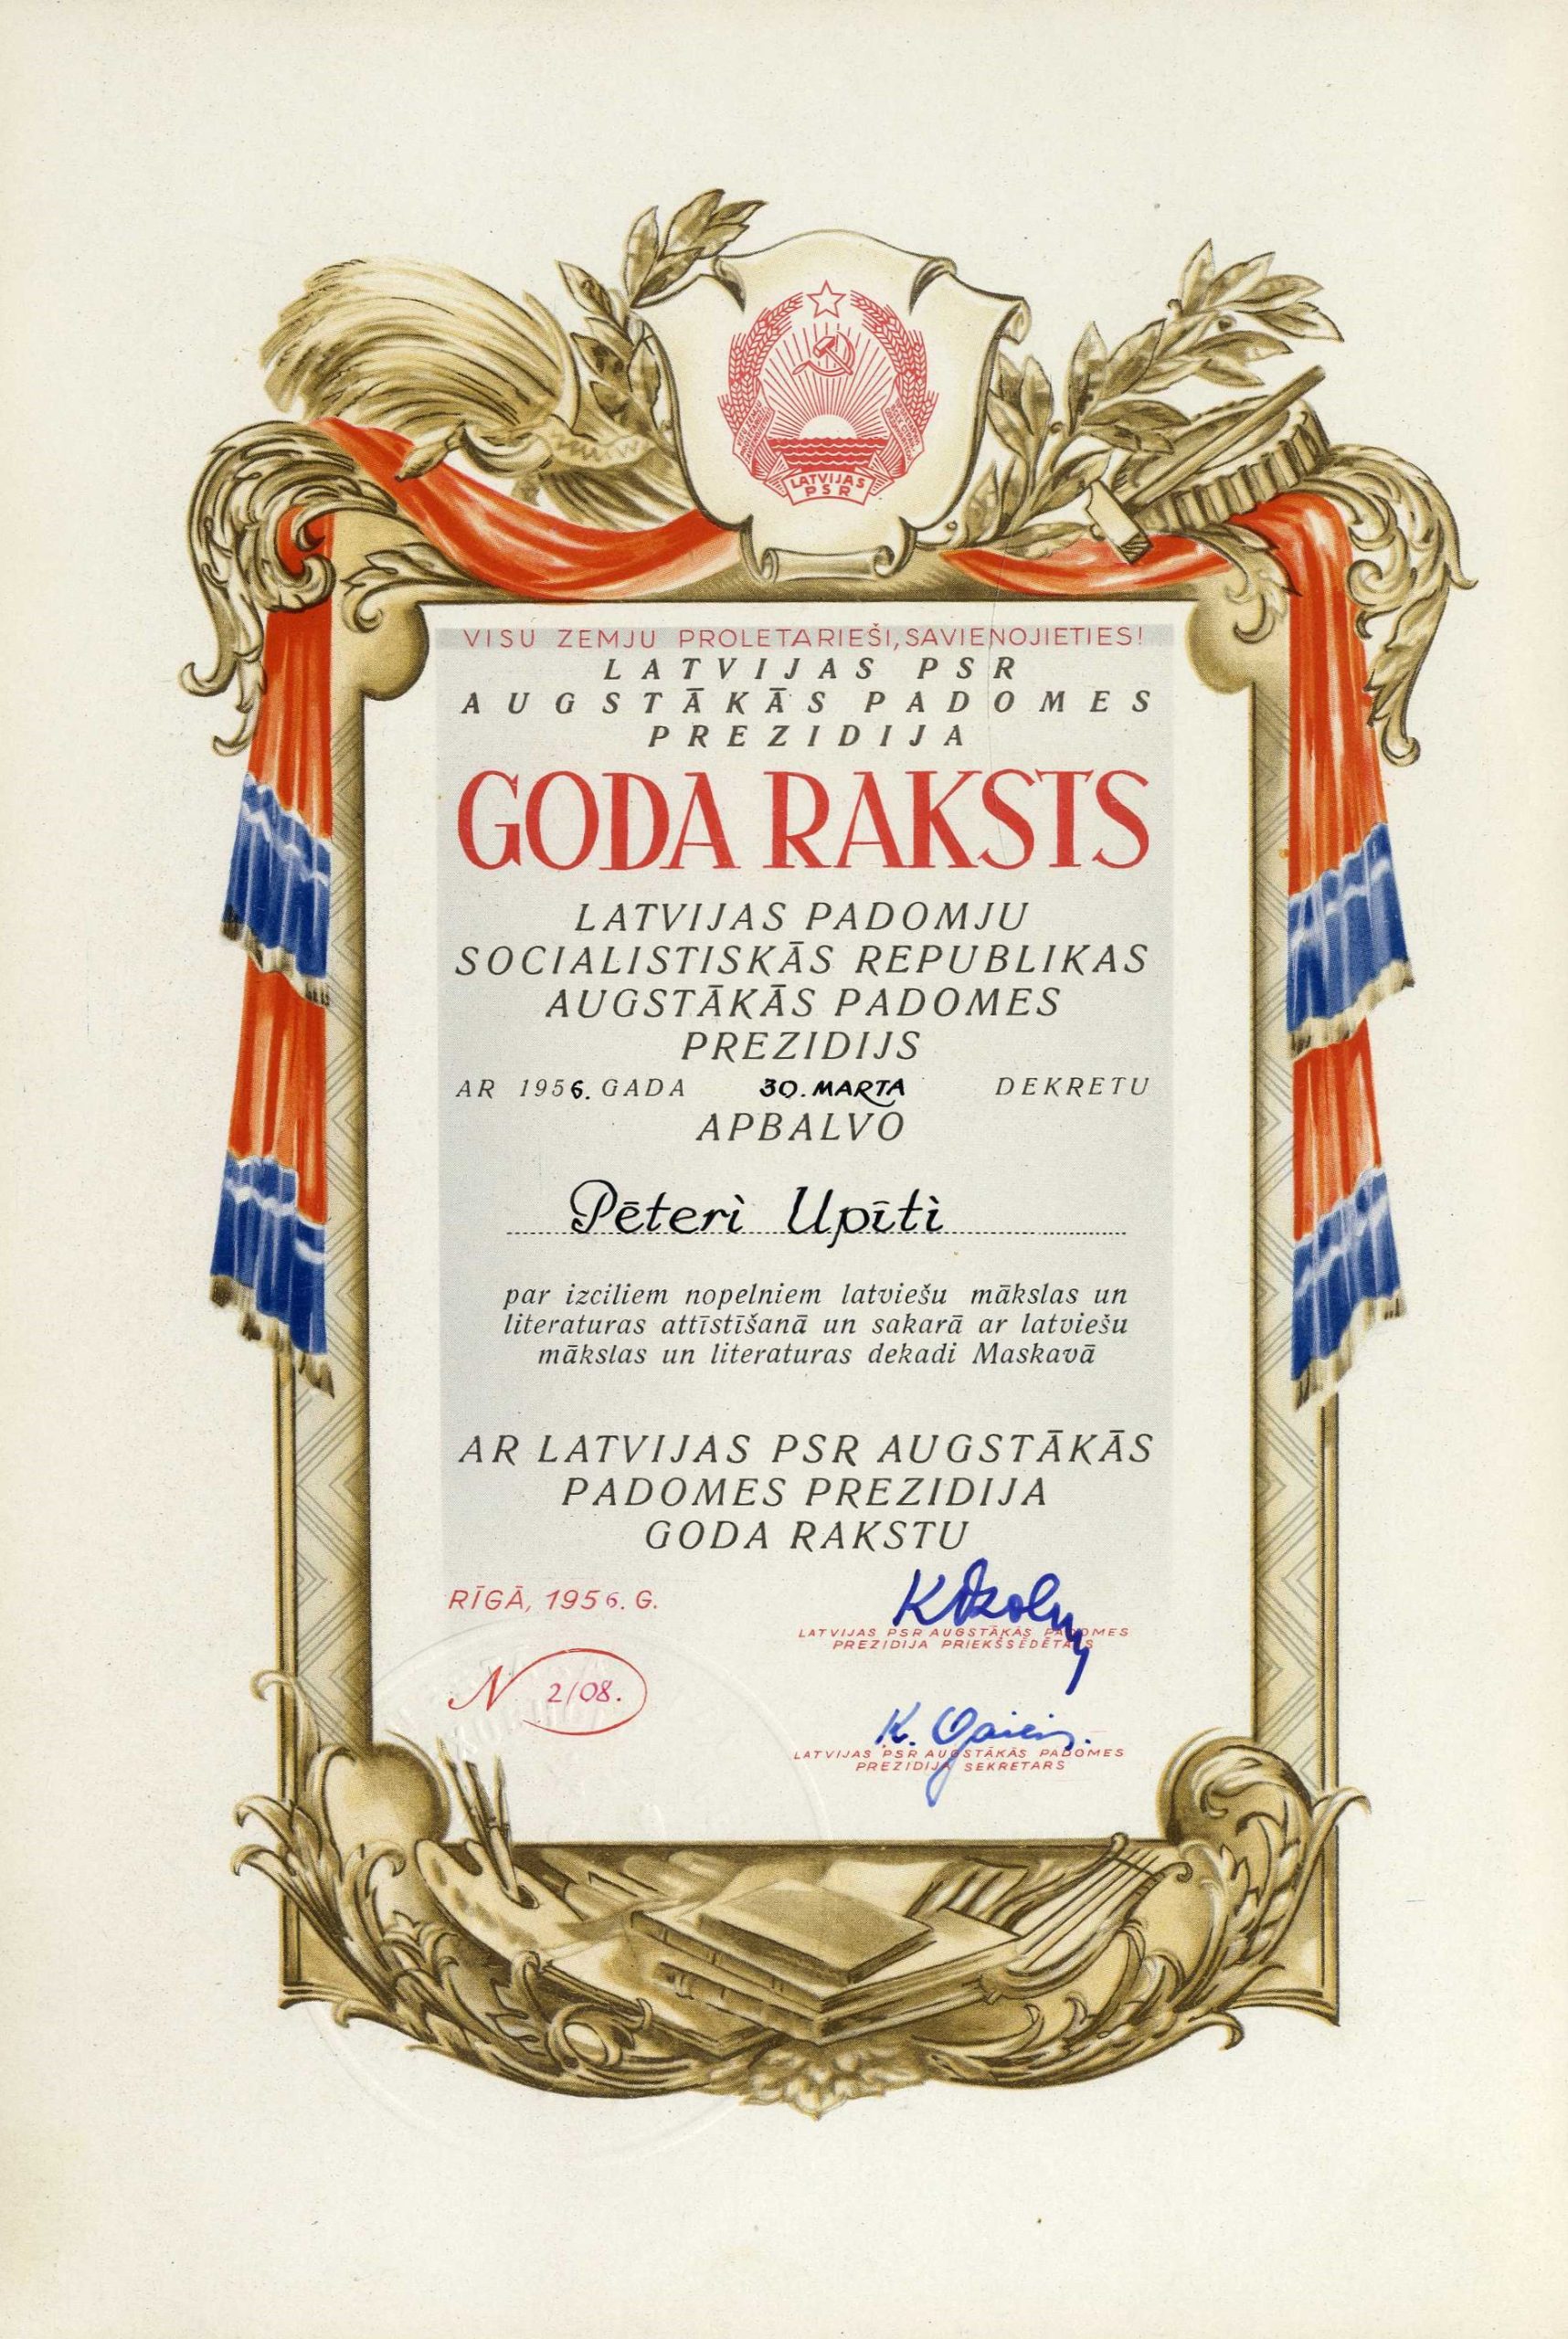 LATVIJAS
PSR
VISU ZEMJU PROLETARIEŠI, SAVIENOJIETIES!
LATVIJAS PSR
AUGSTĀKĀS PADOMES
PREZIDIJA
GODA RAKSTS
LATVIJAS PADOMJU
SOCIALISTISKĀS REPUBLIKAS
AUGSTĀKĀS PADOMES
PREZIDIJS
AR 1956. GADA 30. MARTA DEKRETU
APBALVO
Pēteri Upīti
par izciliem nopelniem latviešu mākslas un
literaturas attīstīšanā un sakarā ar latviešu
mākslas un literaturas dekadi Maskavā
AR LATVIJAS PSR AUGSTĀKĀS
PADOMES PREZIDIJA
GODA RAKSTU
RĪGĀ, 1956. G.
LATVIJAS PSR AUGSTĀKĀS PADOMES
PREZIDIJA PRIEKŠSĒDĒTAJS
N 2/08.
K.
LATVIJAS PSR AUGSTĀKĀS PADOMES
PREZIDIJA SEKRETARS